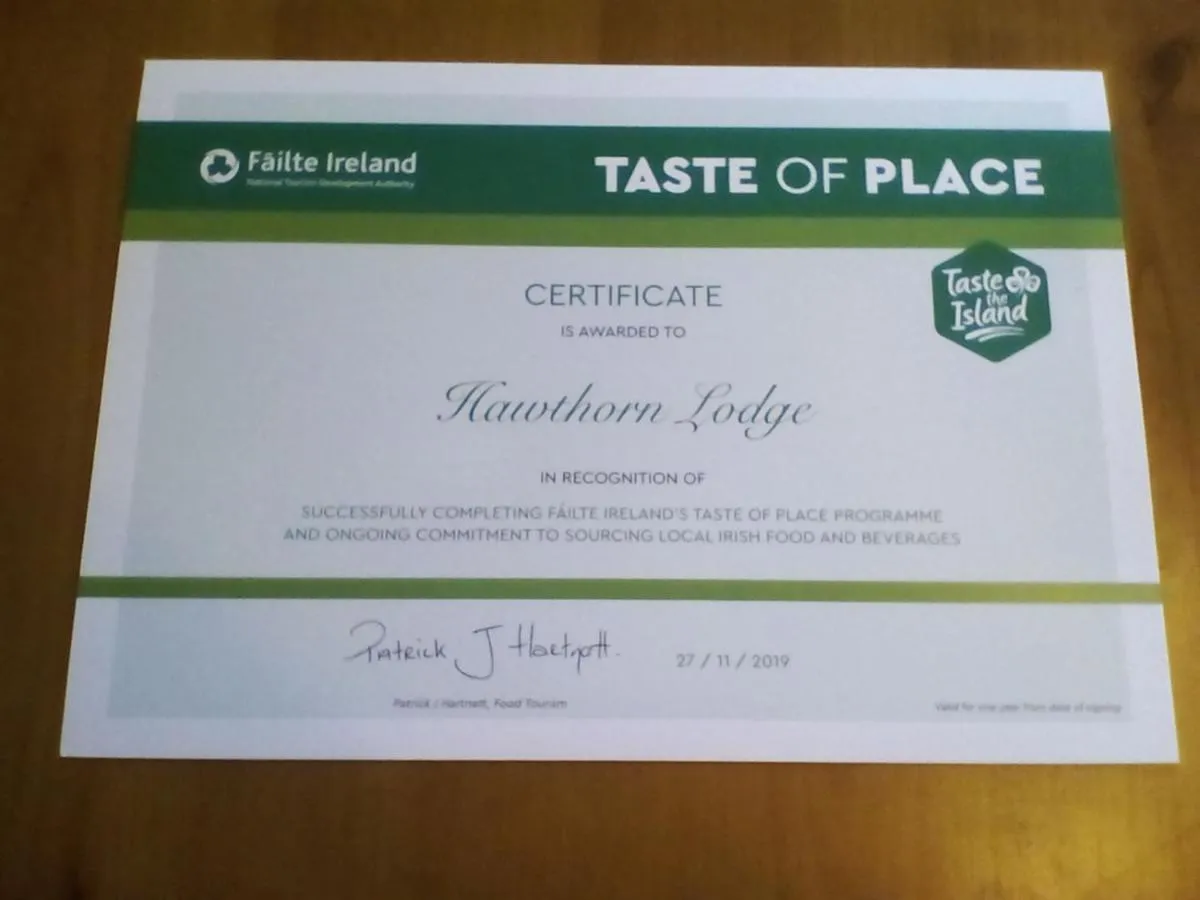 Fáilte Ireland
National Tourism Development Authority
TASTE OF PLACE
Taste
the
Island
CERTIFICATE
IS AWARDED TO
Hawthorn Lodge
IN RECOGNITION OF
SUCCESSFULLY COMPLETING FÁILTE IRELAND'S TASTE OF PLACE PROGRAMME
AND ONGOING COMMITMENT TO SOURCING LOCAL IRISH FOOD AND BEVERAGES
Patrick J Hartnett.
27 / 11 / 2019
Patrick J Hartnett, Food Tourism
Valid for one year from date of signing